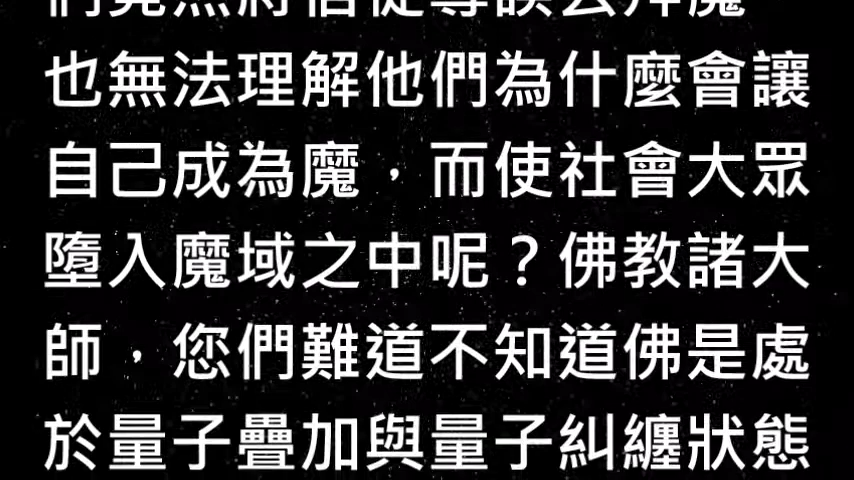 也無法理解他們為什麼會讓
自己成為魔，而使社會大眾
墮入魔域之中呢？佛教諸大
師，您們難道不知道佛是處
於量子疊加與量子糾纏狀態